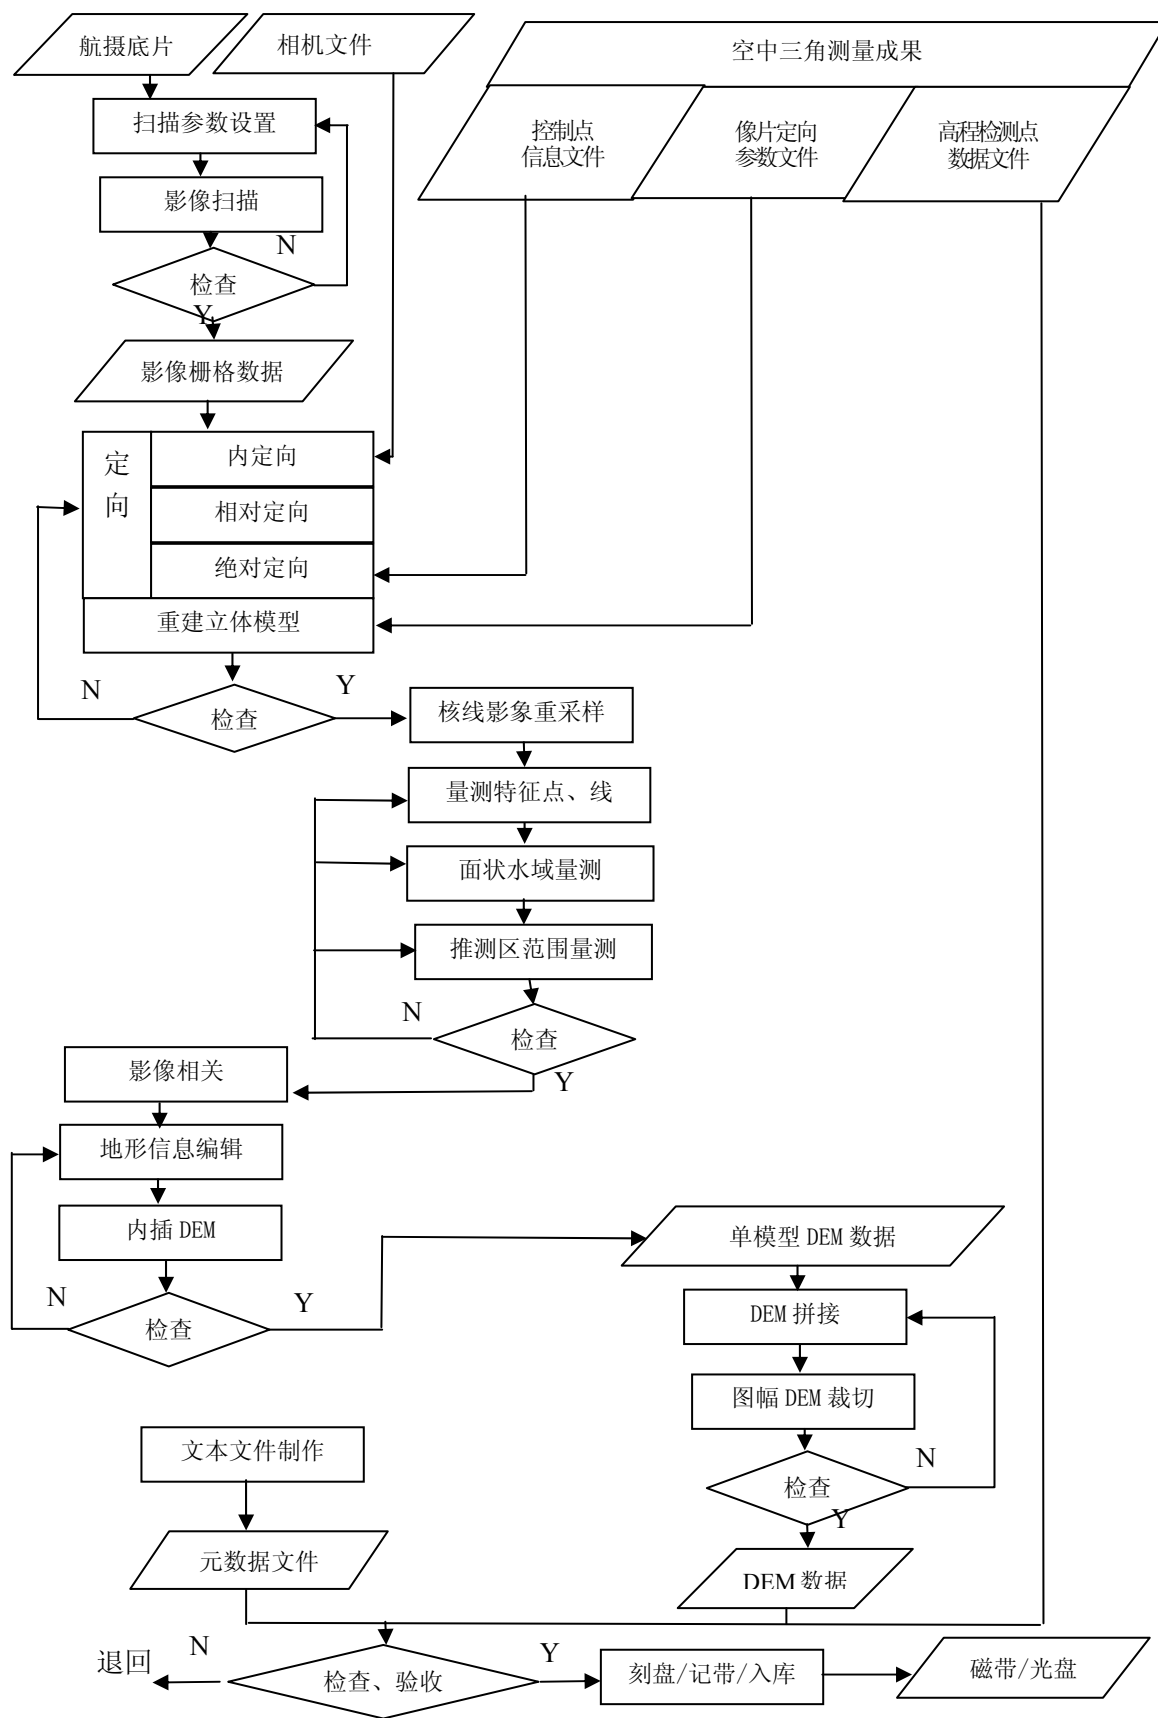 航摄底片
相机文件
空中三角测量成果
扫描参数设置
控制点
信息文件
像片定向
参数文件
高程检测点
数据文件
影像扫描
N
检查
Y
影像栅格数据
定
向
内定向
相对定向
绝对定向
重建立体模型
N
Y
检查
核线影象重采样
量测特征点、线
面状水域量测
推测区范围量测
N
检查
Y
影像相关
地形信息编辑
内插 DEM
N
Y
检查
单模型 DEM 数据
DEM 拼接
图幅 DEM 裁切
N
检查
Y
文本文件制作
元数据文件
DEM 数据
退回
N
检查、验收
Y
刻盘/记带/入库
磁带/光盘